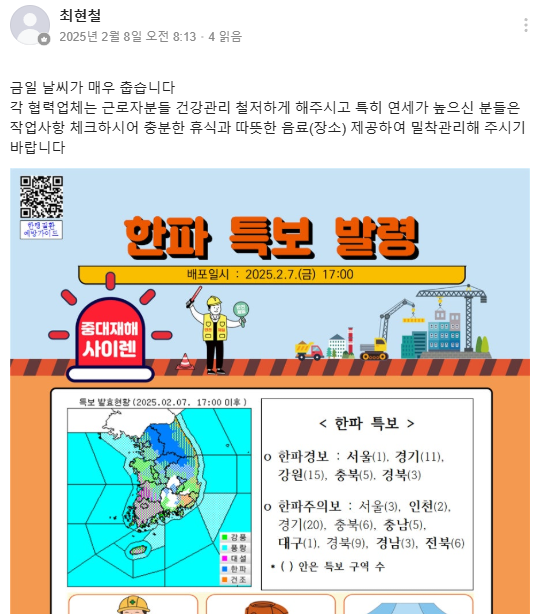 최현철
2025년 2월 8일 오전 8:13 · 4 읽음
금일 날씨가 매우 춥습니다
각 협력업체는 근로자분들 건강관리 철저하게 해주시고 특히 연세가 높으신 분들은
작업사항 체크하시어 충분한 휴식과 따뜻한 음료(장소) 제공하여 밀착관리해 주시기
바랍니다
한랭질환
예방가이드
한파 특보 발령
배포일시 : 2025.2.7.(금) 17:00
중대재해
사이렌
특보 발효현황(2025.02.07. 17:00 이후)
강풍
풍랑
대설
한파
건조
< 한파 특보 >
o 한파경보 : 서울(1), 경기(11),
강원(15), 충북(5), 경북(3)
o 한파주의보 : 서울(3), 인천(2),
경기(20), 충북(6), 충남(5),
대구(1), 경북(9), 경남(3), 전북(6)
* ( ) 안은 특보 구역 수